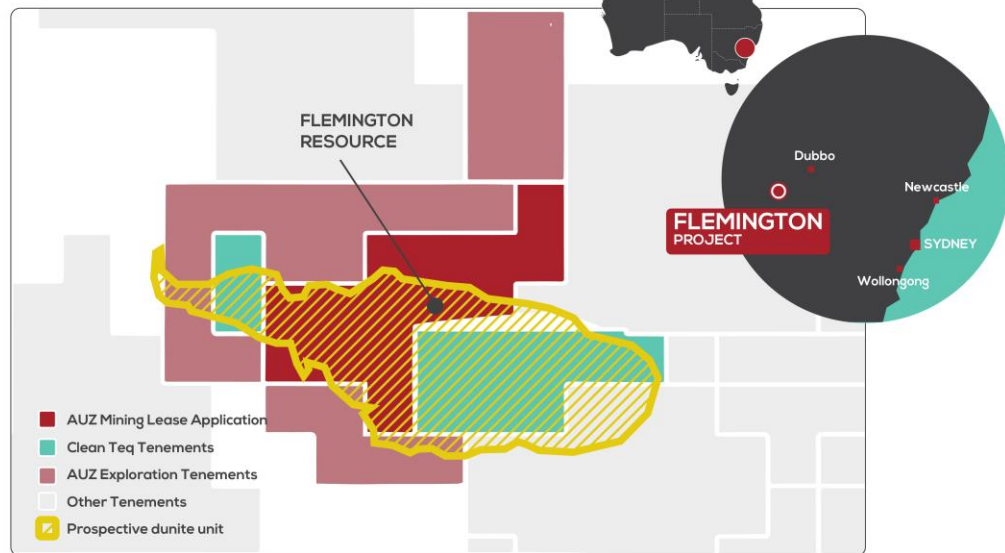 FLEMINGTON
RESOURCE
Dubbo
Newcastle
FLEMINGTON
PROJECT
SYDNEY
Wollongong
AUZ Mining Lease Application
Clean Teq Tenements
AUZ Exploration Tenements
Other Tenements
Prospective dunite unit